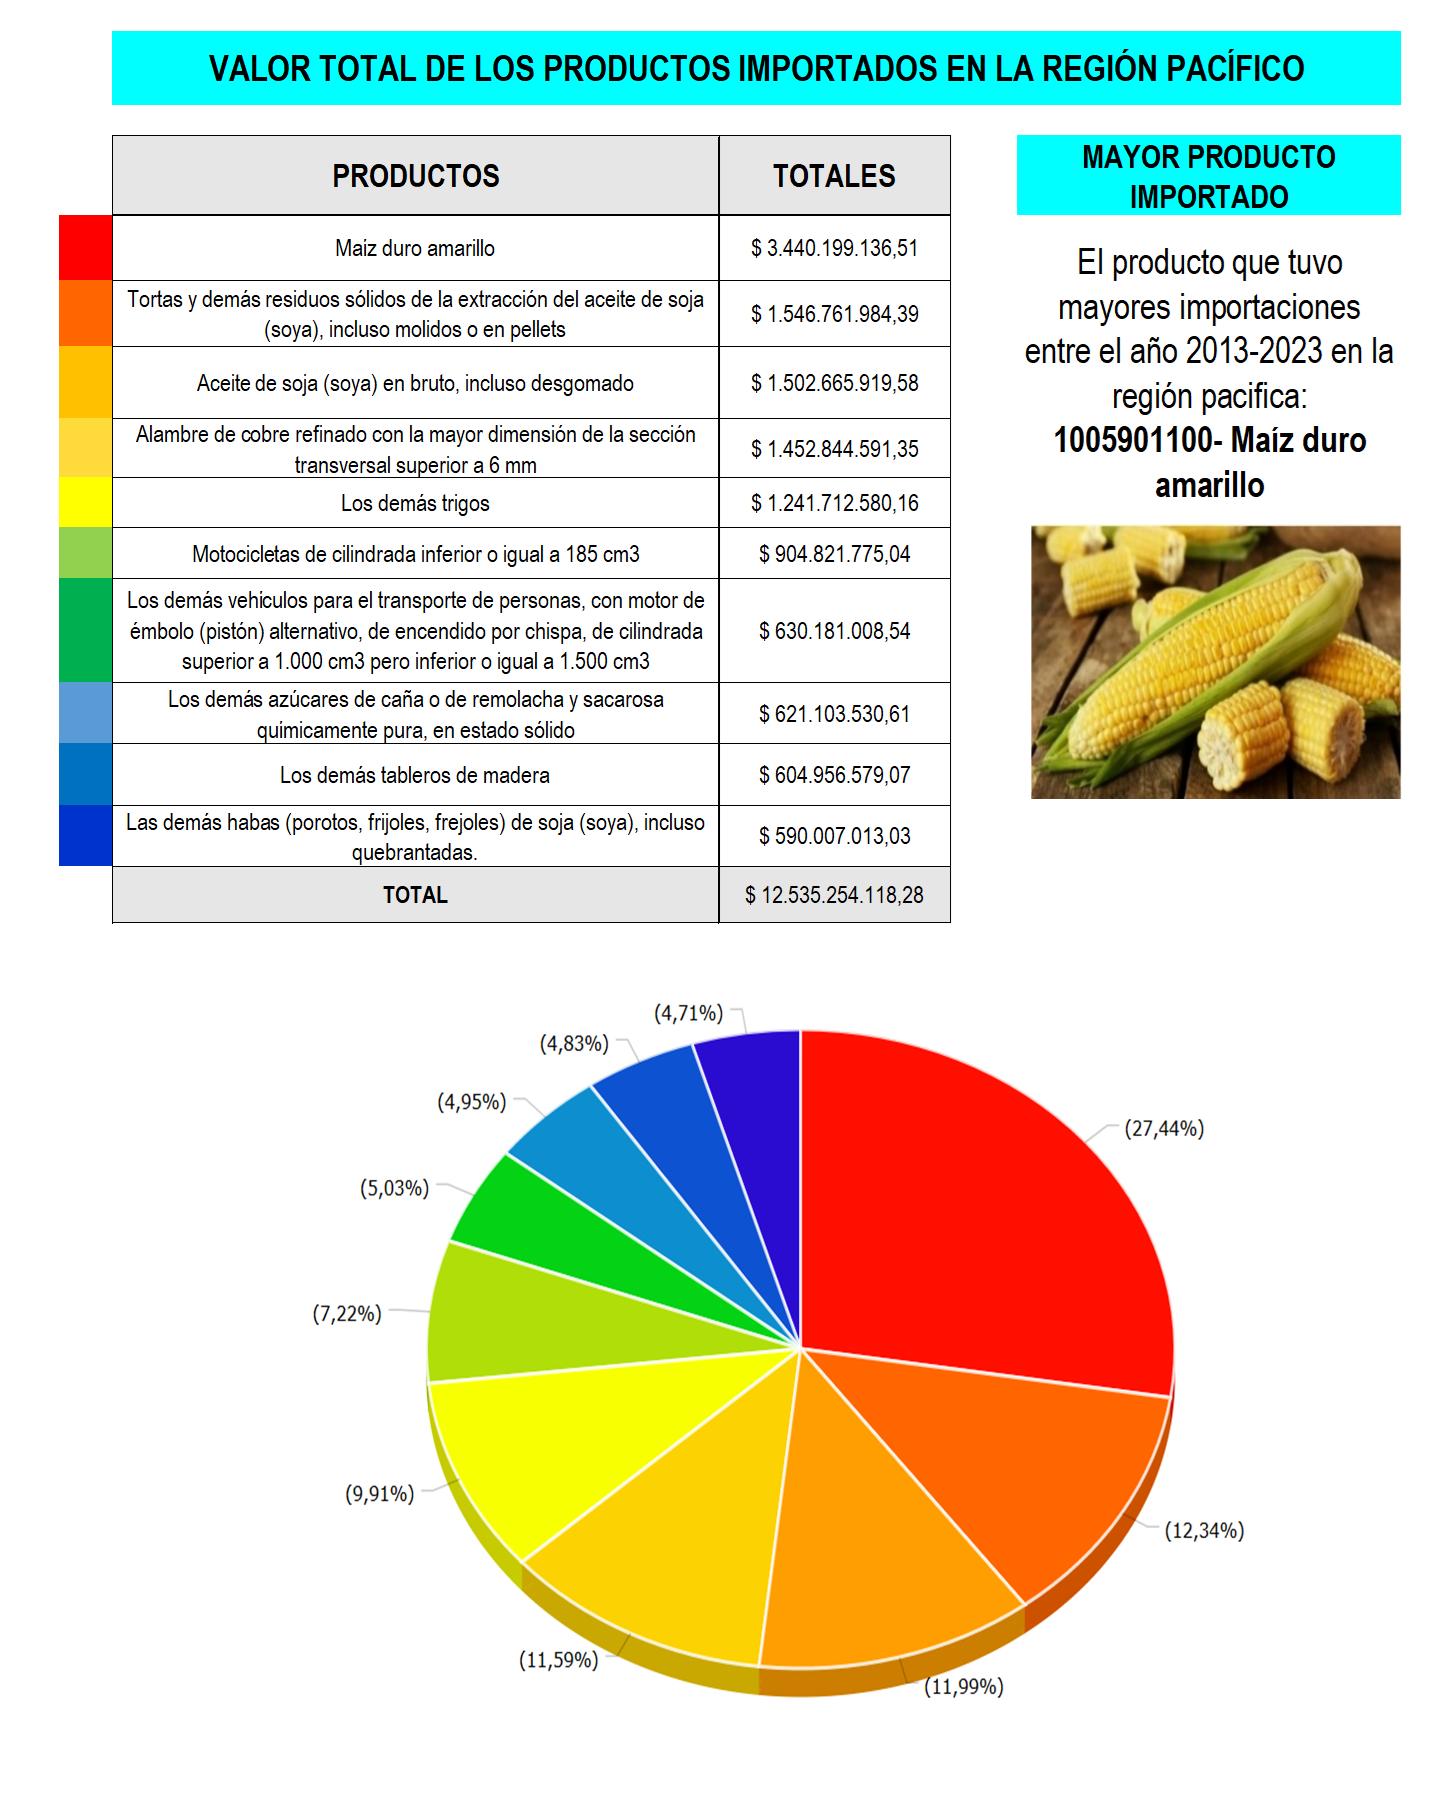 VALOR TOTAL DE LOS PRODUCTOS IMPORTADOS EN LA REGIÓN PACÍFICO
PRODUCTOS
TOTALES
Maiz duro amarillo
$ 3.440.199.136,51
Tortas y demás residuos sólidos de la extracción del aceite de soja
(soya), incluso molidos o en pellets
$ 1.546.761.984,39
Aceite de soja (soya) en bruto, incluso desgomado
$ 1.502.665.919,58
Alambre de cobre refinado con la mayor dimensión de la sección
transversal superior a 6 mm
$ 1.452.844.591,35
Los demás trigos
$ 1.241.712.580,16
Motocicletas de cilindrada inferior o igual a 185 cm3
$ 904.821.775,04
Los demás vehículos para el transporte de personas, con motor de
émbolo (pistón) alternativo, de encendido por chispa, de cilindrada
superior a 1.000 cm3 pero inferior o igual a 1.500 cm3
$ 630.181.008,54
Los demás azúcares de caña o de remolacha y sacarosa
químicamente pura, en estado sólido
$ 621.103.530,61
Los demás tableros de madera
$ 604.956.579,07
Las demás habas (porotos, frijoles, frejoles) de soja (soya), incluso
quebrantadas.
$ 590.007.013,03
TOTAL
$ 12.535.254.118,28
MAYOR PRODUCTO
IMPORTADO
El producto que tuvo
mayores importaciones
entre el año 2013-2023 en la
región pacifica:
1005901100- Maíz duro
amarillo
(4,71%)
(4,83%)
(4,95%)
(27,44%)
(5,03%)
(7,22%)
(9,91%)
(12,34%)
(11,59%)
(11,99%)